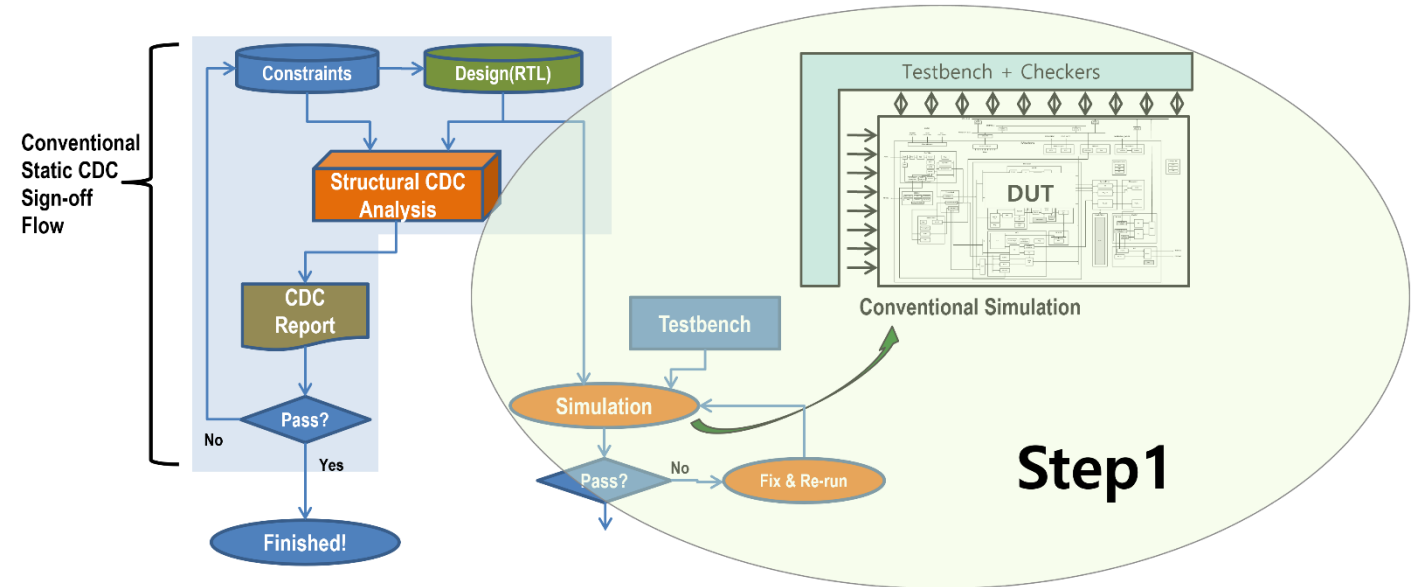 Conventional
Static CDC
Sign-off
Flow
Constraints
Design(RTL)
Structural CDC
Analysis
CDC
Report
Pass?
No
Yes
Finished!
Testbench
Simulation
Pass?
No
Fix & Re-run
Testbench + Checkers
DUT
Conventional Simulation
Step1